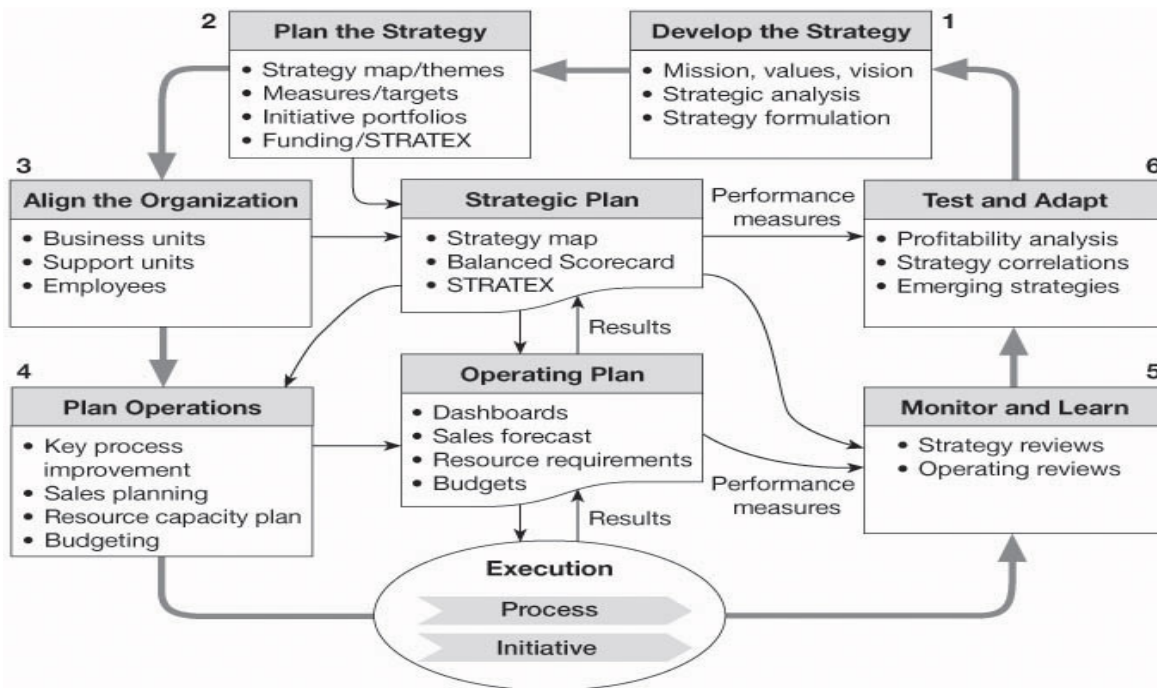 2
Plan the Strategy
• Strategy map/themes
• Measures/targets
• Initiative portfolios
• Funding/STRATEX
1
Develop the Strategy
• Mission, values, vision
• Strategic analysis
• Strategy formulation
3
Align the Organization
• Business units
• Support units
• Employees
Strategic Plan
• Strategy map
• Balanced Scorecard
• STRATEX
Performance
measures
6
Test and Adapt
• Profitability analysis
• Strategy correlations
• Emerging strategies
Results
4
Plan Operations
• Key process
improvement
• Sales planning
• Resource capacity plan
• Budgeting
Operating Plan
• Dashboards
• Sales forecast
• Resource requirements
• Budgets
Performance
measures
5
Monitor and Learn
• Strategy reviews
• Operating reviews
Results
Execution
Process
Initiative